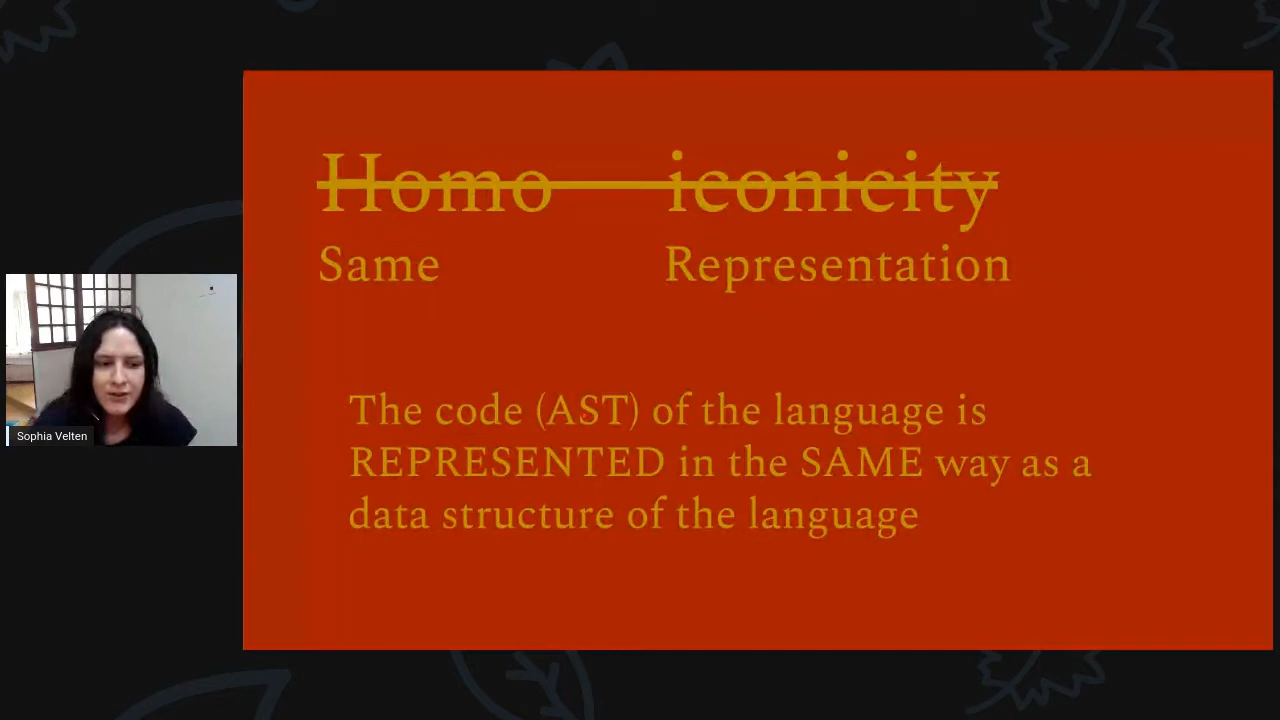 Homo iconicity
Same Representation
The code (AST) of the language is
REPRESENTED in the SAME way as a
data structure of the language
Sophia Velten